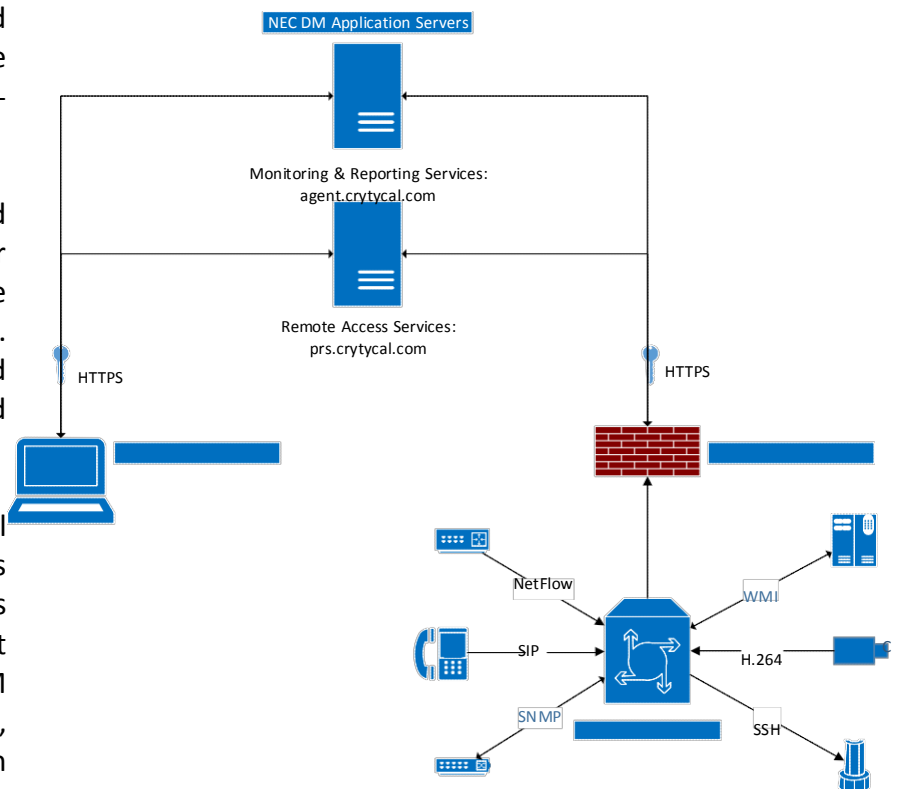 NEC DM Application Servers
Monitoring & Reporting Services:
agent.crytycal.com
Remote Access Services:
prs.crytycal.com
HTTPS
HTTPS
NetFlow
WMI
SIP
H.264
SNMP
SSH